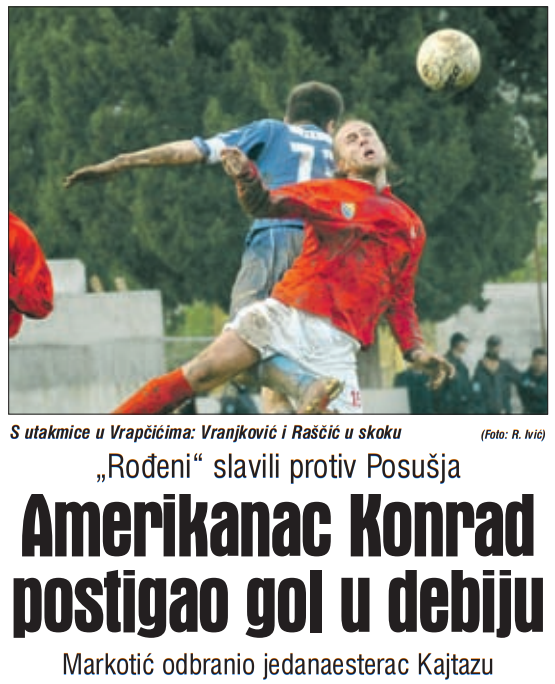 S utakmice u Vrapčićima: Vranjković i Raščić u skoku (Foto: R. Ivić)
„Rođeni“ slavili protiv Posušja
Amerikanac Konrad
postigao gol u debiju
Markotić odbranio jedanaesterac Kajtazu